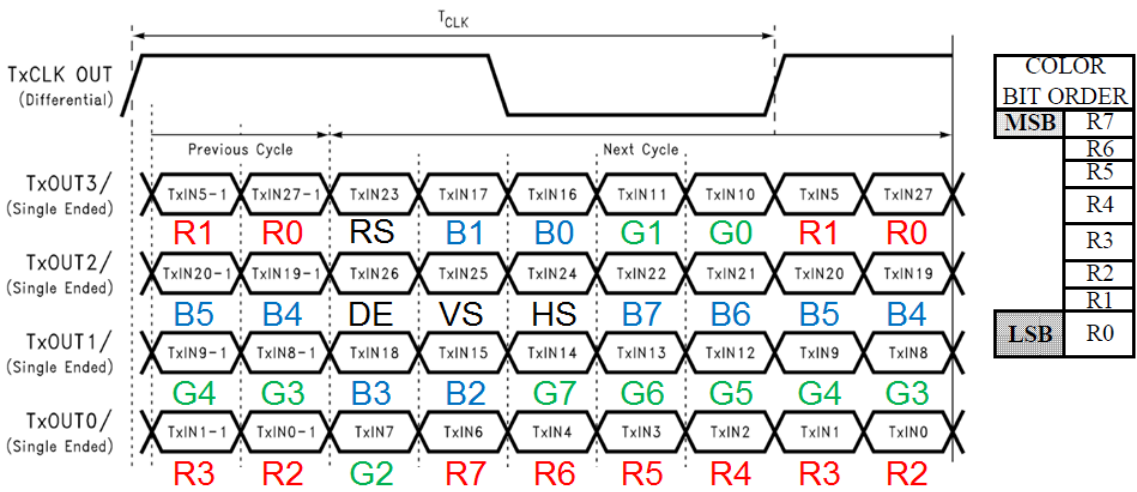 TCLK
TxCLK OUT
(Differential)
Previous Cycle Next Cycle
TxOUT3/
(Single Ended)
TxIN5-1 TxIN27-1 TxIN23 TxIN17 TxIN16 TxIN11 TxIN10 TxIN5 TxIN27
R1 R0 RS B1 B0 G1 G0 R1 R0
TxOUT2/
(Single Ended)
TxIN20-1 TxIN19-1 TxIN26 TxIN25 TxIN24 TxIN22 TxIN21 TxIN20 TxIN19
B5 B4 DE VS HS B7 B6 B5 B4
TxOUT1/
(Single Ended)
TxIN9-1 TxIN8-1 TxIN18 TxIN15 TxIN14 TxIN13 TxIN12 TxIN9 TxIN8
G4 G3 B3 B2 G7 G6 G5 G4 G3
TxOUT0/
(Single Ended)
TxIN1-1 TxIN0-1 TxIN7 TxIN6 TxIN4 TxIN3 TxIN2 TxIN1 TxIN0
R3 R2 G2 R7 R6 R5 R4 R3 R2
COLOR
BIT ORDER
MSB R7
R6
R5
R4
R3
R2
R1
LSB R0